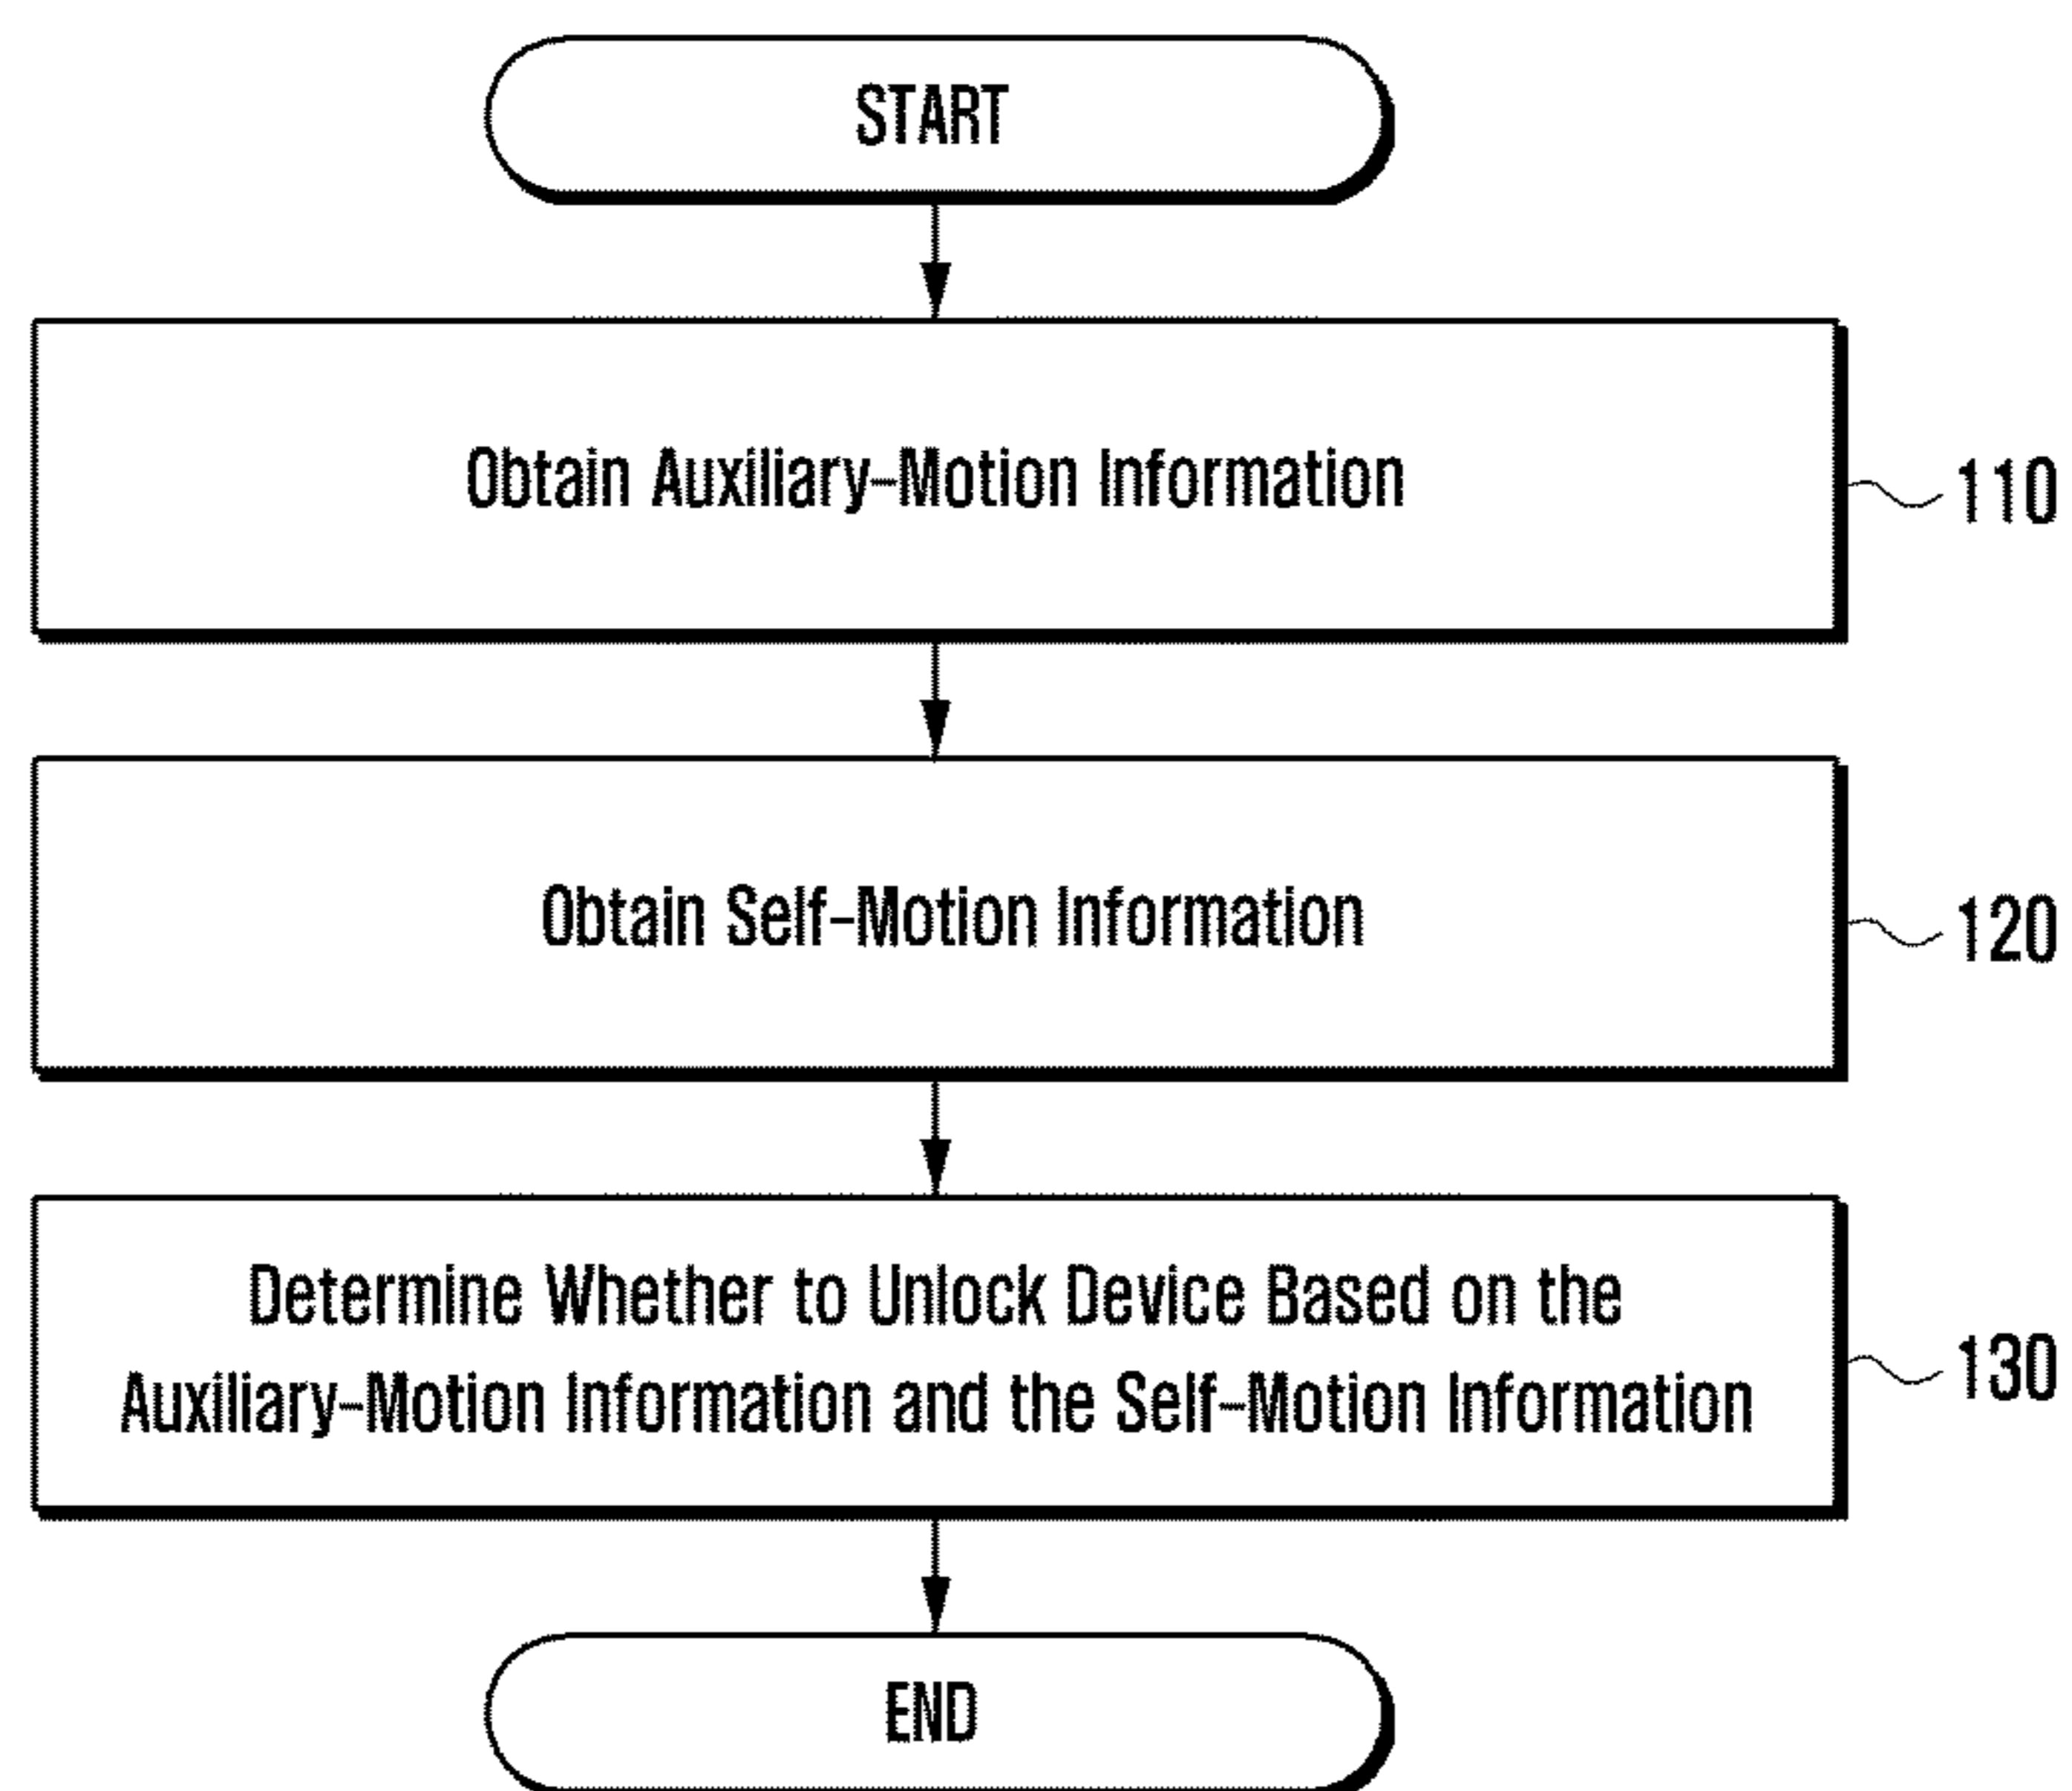 START
Obtain Auxiliary-Motion Information
110
Obtain Self-Motion Information
120
Determine Whether to Unlock Device Based on the
Auxiliary-Motion Information and the Self-Motion Information
130
END